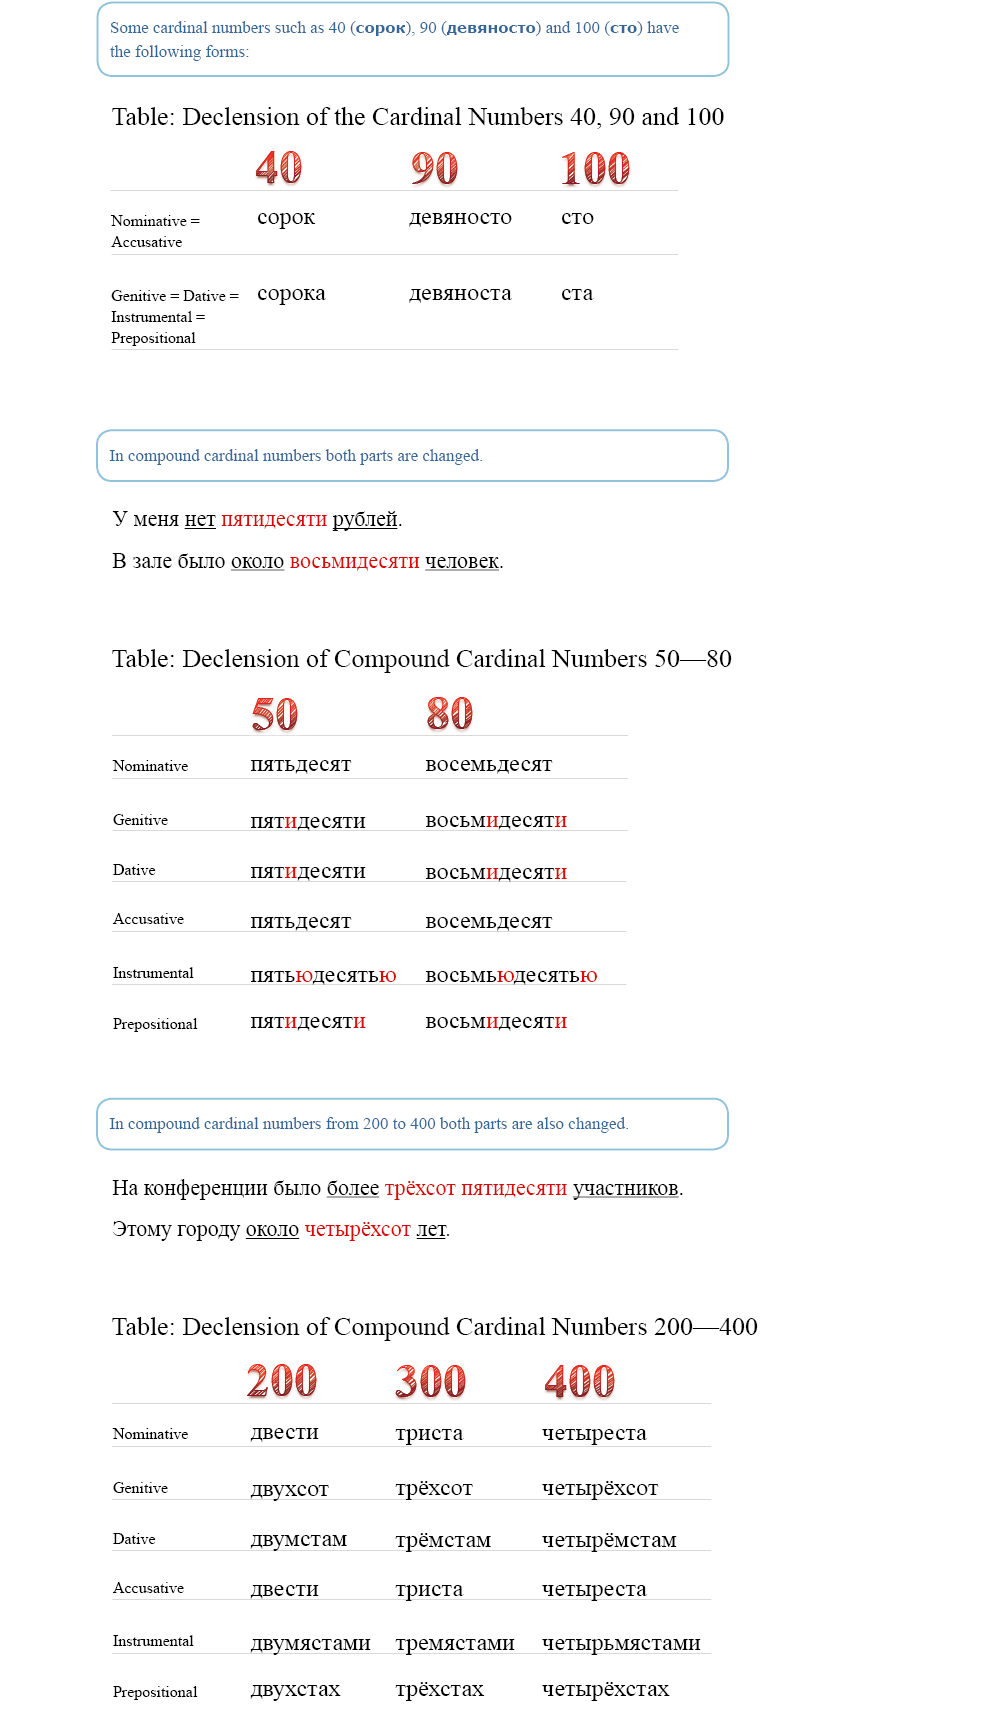 Some cardinal numbers such as 40 (сорок), 90 (девяносто) and 100 (сто) have
the following forms:
Table: Declension of the Cardinal Numbers 40, 90 and 100
40 90 100
Nominative = Accusative сорок девяносто сто
Genitive = Dative = Instrumental = Prepositional сорока девяноста ста
In compound cardinal numbers both parts are changed.
У меня нет пятидесяти рублей.
В зале было около восьмидесяти человек.
Table: Declension of Compound Cardinal Numbers 50—80
50 80
Nominative пятьдесят восемьдесят
Genitive пятидесяти восьмидесяти
Dative пятидесяти восьмидесяти
Accusative пятьдесят восемьдесят
Instrumental пятьюдесятью восьмьюдесятью
Prepositional пятидесяти восьмидесяти
In compound cardinal numbers from 200 to 400 both parts are also changed.
На конференции было более трёхсот пятидесяти участников.
Этому городу около четырёхсот лет.
Table: Declension of Compound Cardinal Numbers 200—400
200 300 400
Nominative двести триста четыреста
Genitive двухсот трёхсот четырёхсот
Dative двумстам трёмстам четырёмстам
Accusative двести триста четыреста
Instrumental двумястами тремястами четырьмястами
Prepositional двухстах трёхстах четырёхстах